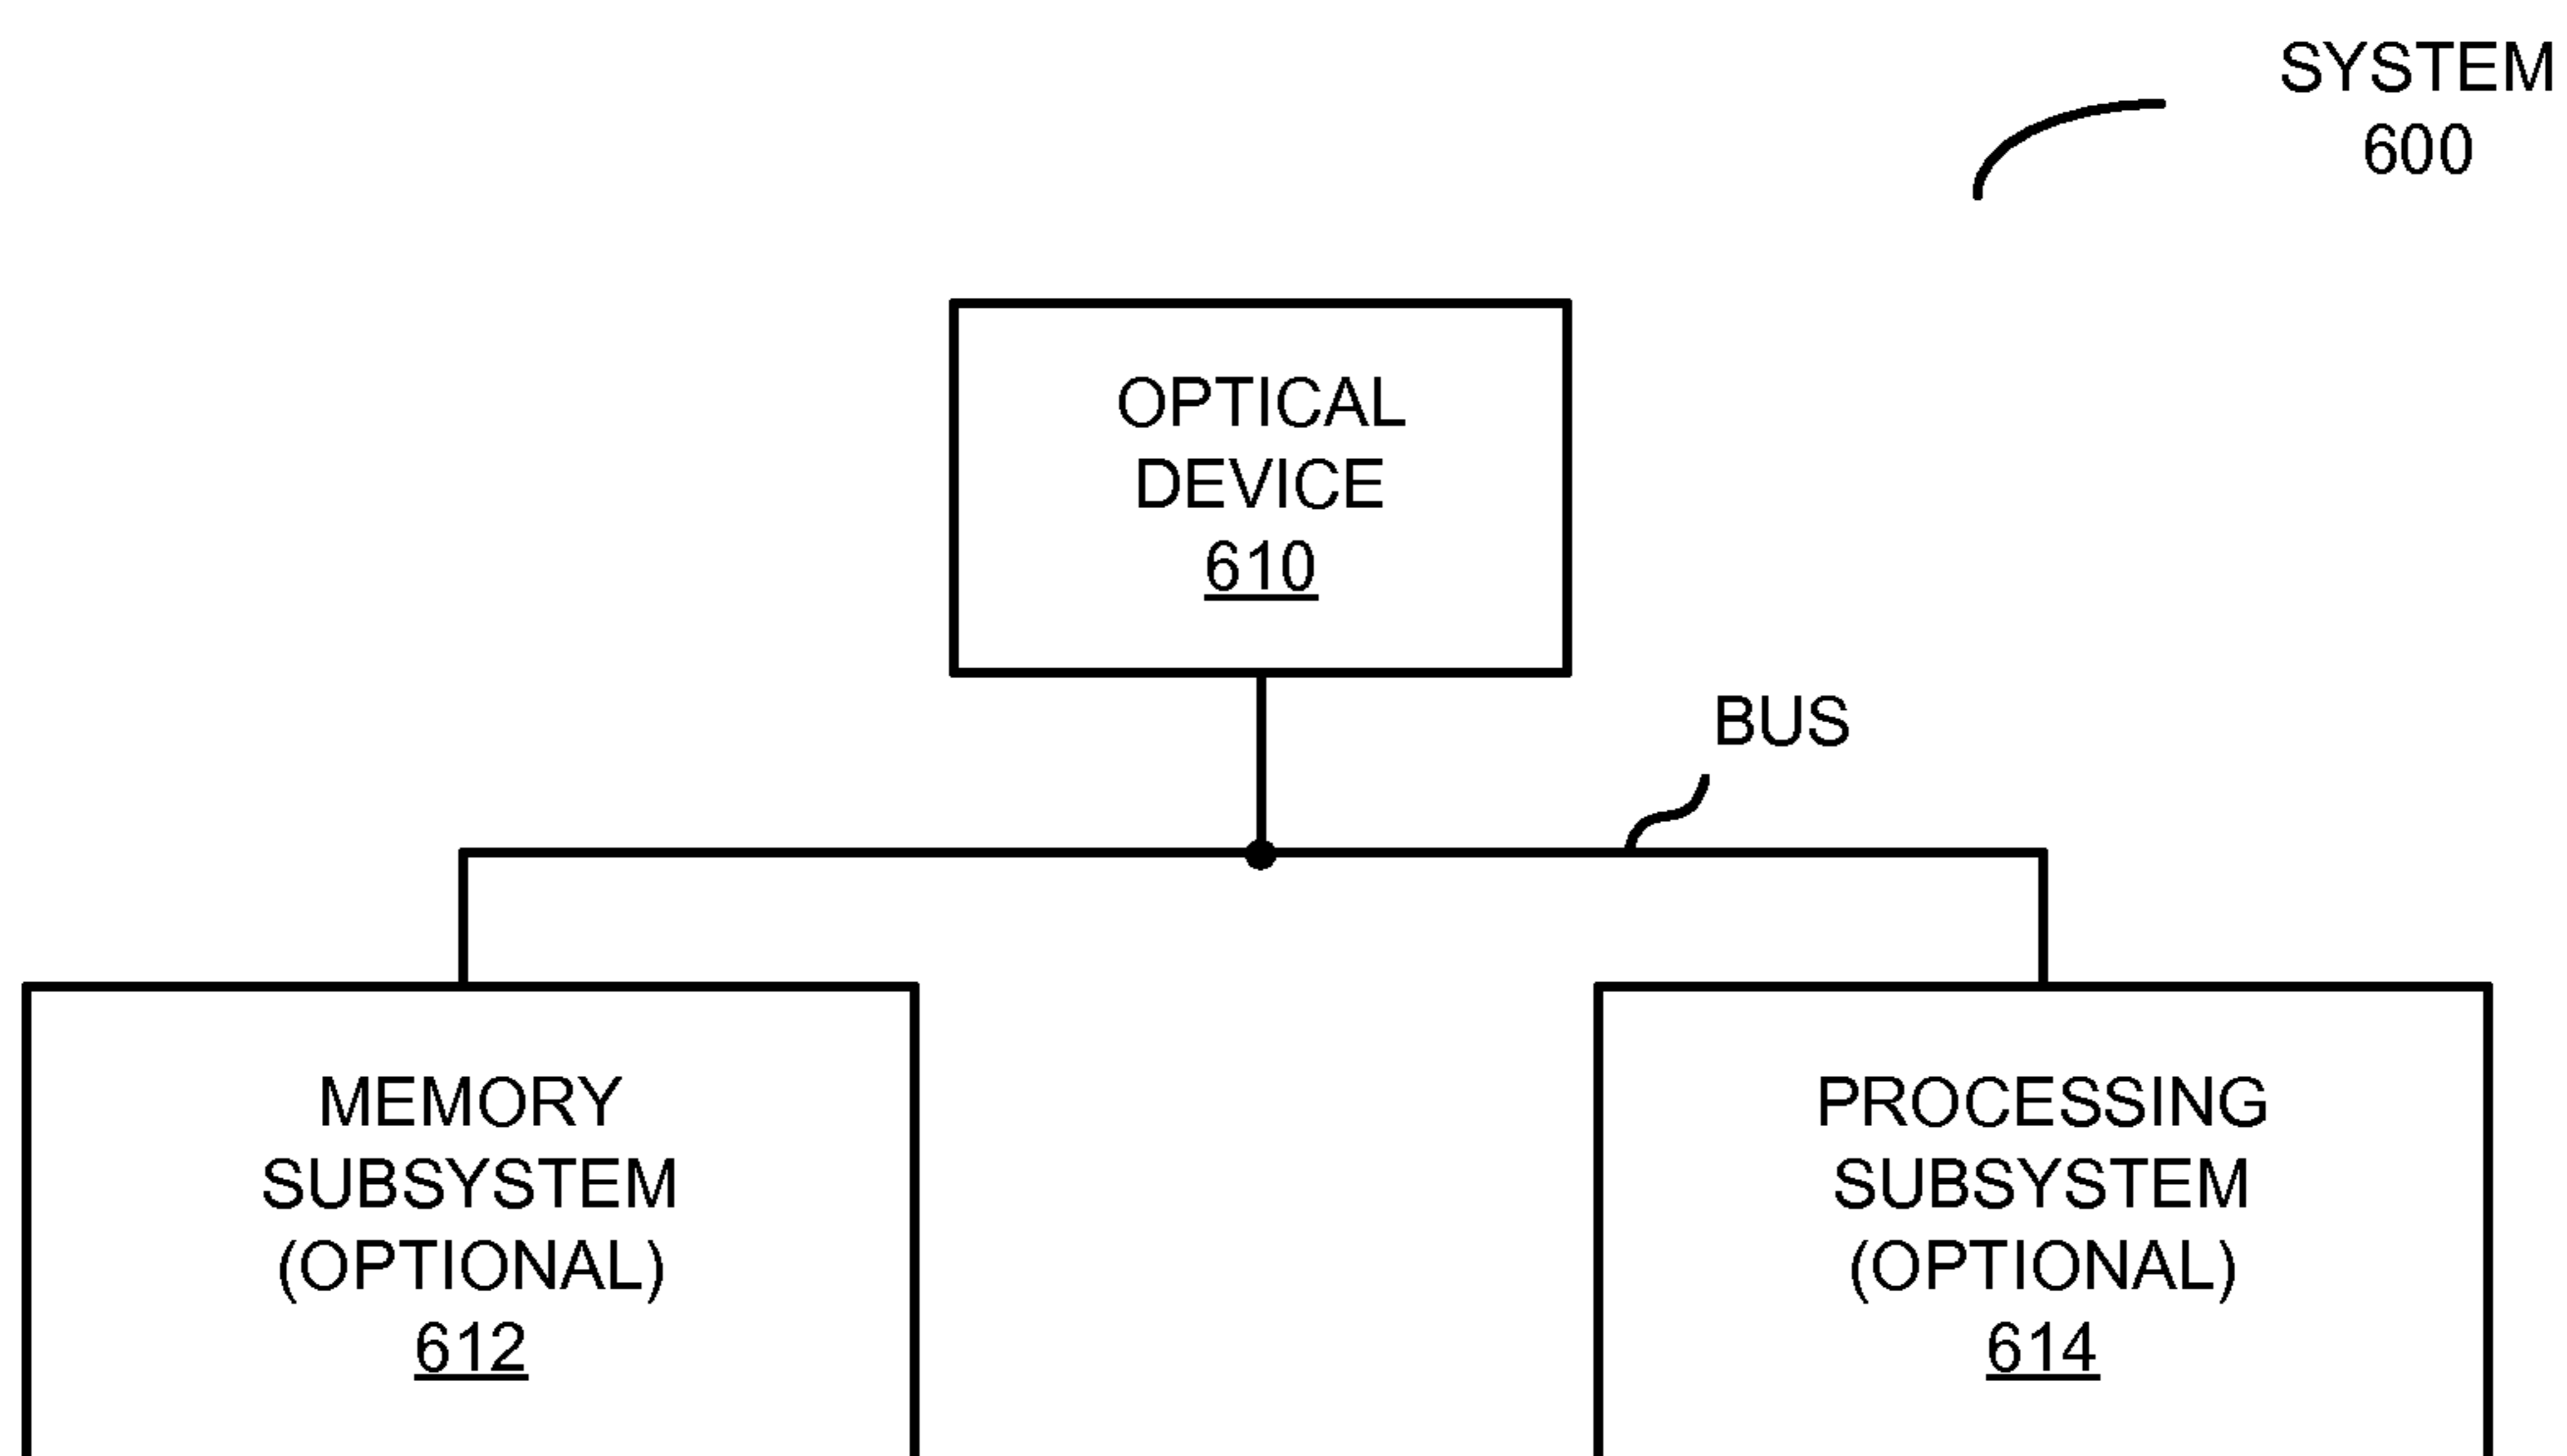 SYSTEM
600
OPTICAL
DEVICE
610
BUS
MEMORY
SUBSYSTEM
(OPTIONAL)
612
PROCESSING
SUBSYSTEM
(OPTIONAL)
614